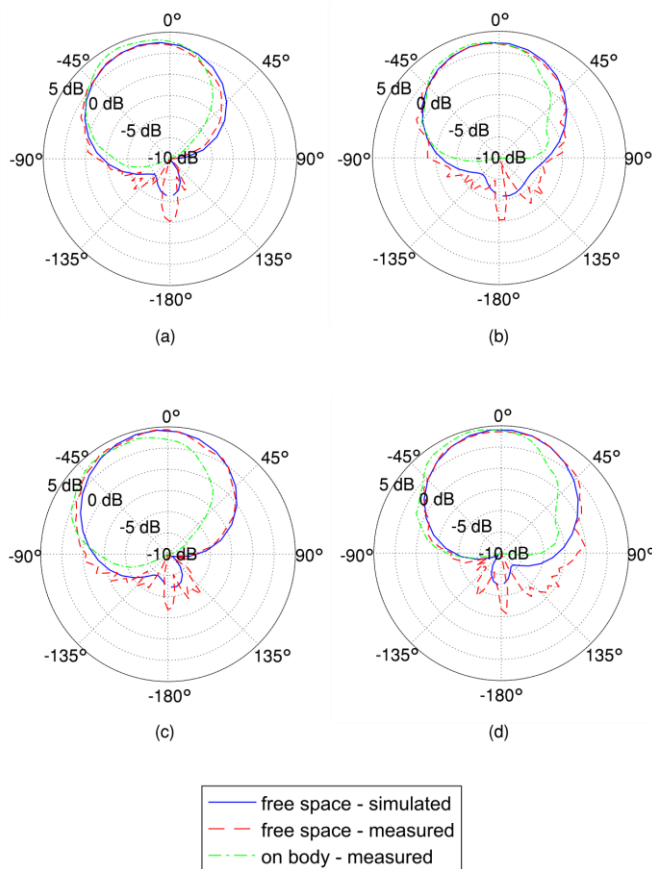 0°
-45°
45°
5 dB
0 dB
-5 dB
-10 dB
-90°
90°
-135°
135°
-180°
(a)
0°
-45°
45°
5 dB
0 dB
-5 dB
-10 dB
-90°
90°
-135°
135°
-180°
(b)
0°
-45°
45°
5 dB
0 dB
-5 dB
-10 dB
-90°
90°
-135°
135°
-180°
(c)
0°
-45°
45°
5 dB
0 dB
-5 dB
-10 dB
-90°
90°
-135°
135°
-180°
(d)
free space - simulated
free space - measured
on body - measured